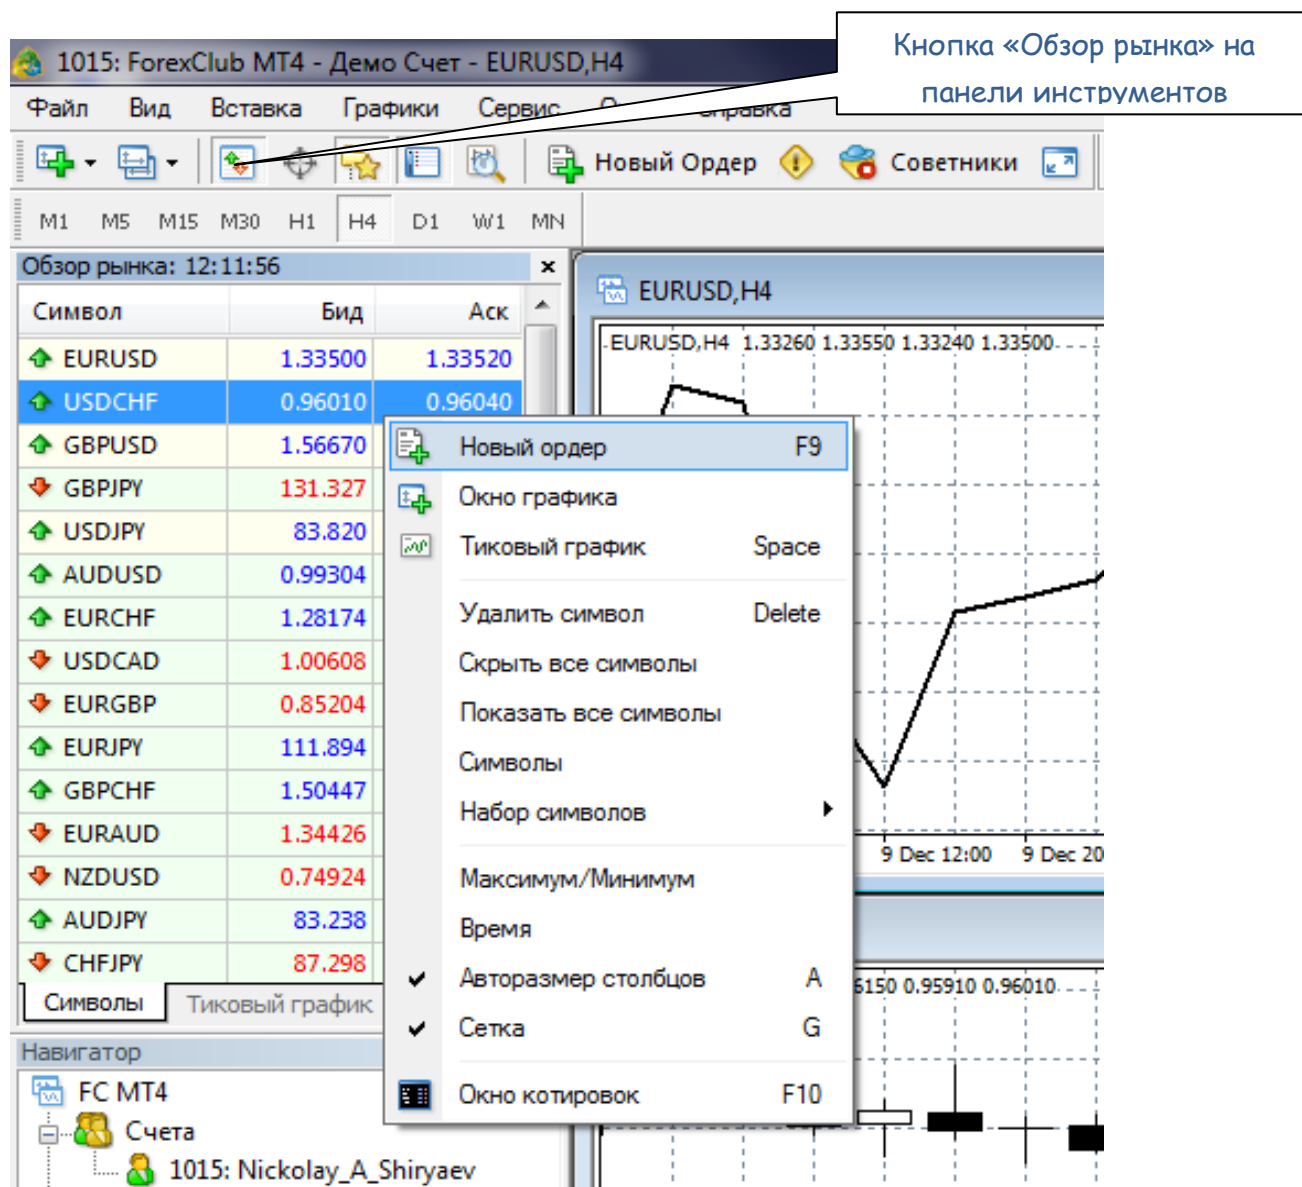 Кнопка «Обзор рынка» на
панели инструментов
1015: ForexClub MT4 - Демо Счет - EURUSD,H4
Файл Вид Вставка Графики Сервис
Новый Ордер Советники
M1 M5 M15 M30 H1 H4 D1 W1 MN
Обзор рынка: 12:11:56
Символ Бид Аск
EURUSD 1.33500 1.33520
USDCHF 0.96010 0.96040
GBPUSD 1.56670
GBPJPY 131.327
USDJPY 83.820
AUDUSD 0.99304
EURCHF 1.28174
USDCAD 1.00608
EURGBP 0.85204
EURJPY 111.894
GBPCHF 1.50447
EURAUD 1.34426
NZDUSD 0.74924
AUDJPY 83.238
CHFJPY 87.298
Символы Тиковый график
Навигатор
FC MT4
Счета
1015: Nickolay_A_Shiryaev
Новый ордер F9
Окно графика
Тиковый график Space
Удалить символ Delete
Скрыть все символы
Показать все символы
Символы
Набор символов
Максимум/Минимум
Время
Авторазмер столбцов A
Сетка G
Окно котировок F10
EURUSD,H4
EURUSD,H4 1.33260 1.33550 1.33240 1.33500
9 Dec 12:00 9 Dec 20
6150 0.95910 0.96010